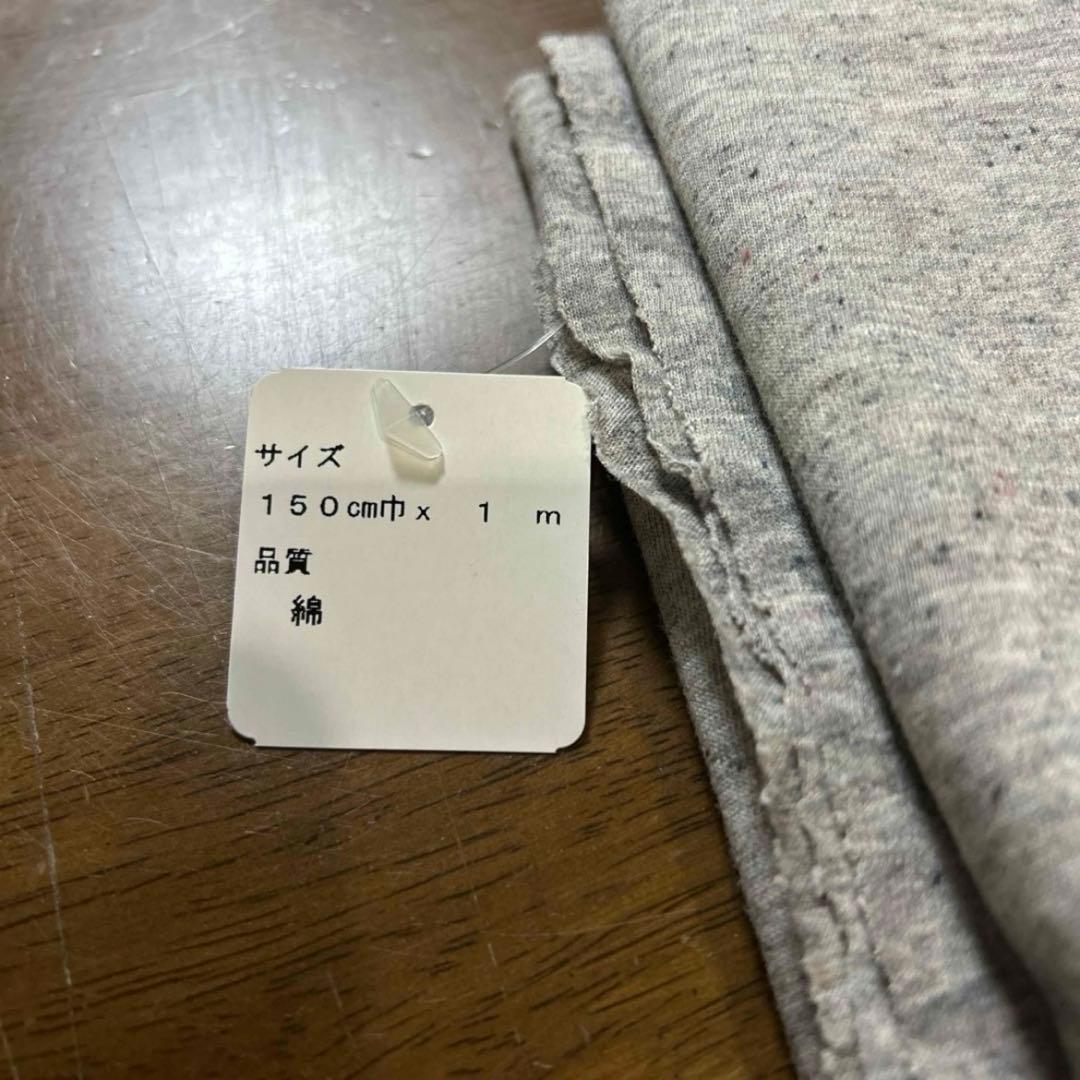 サイズ
１５０㎝巾ｘ　１　ｍ
品質
綿